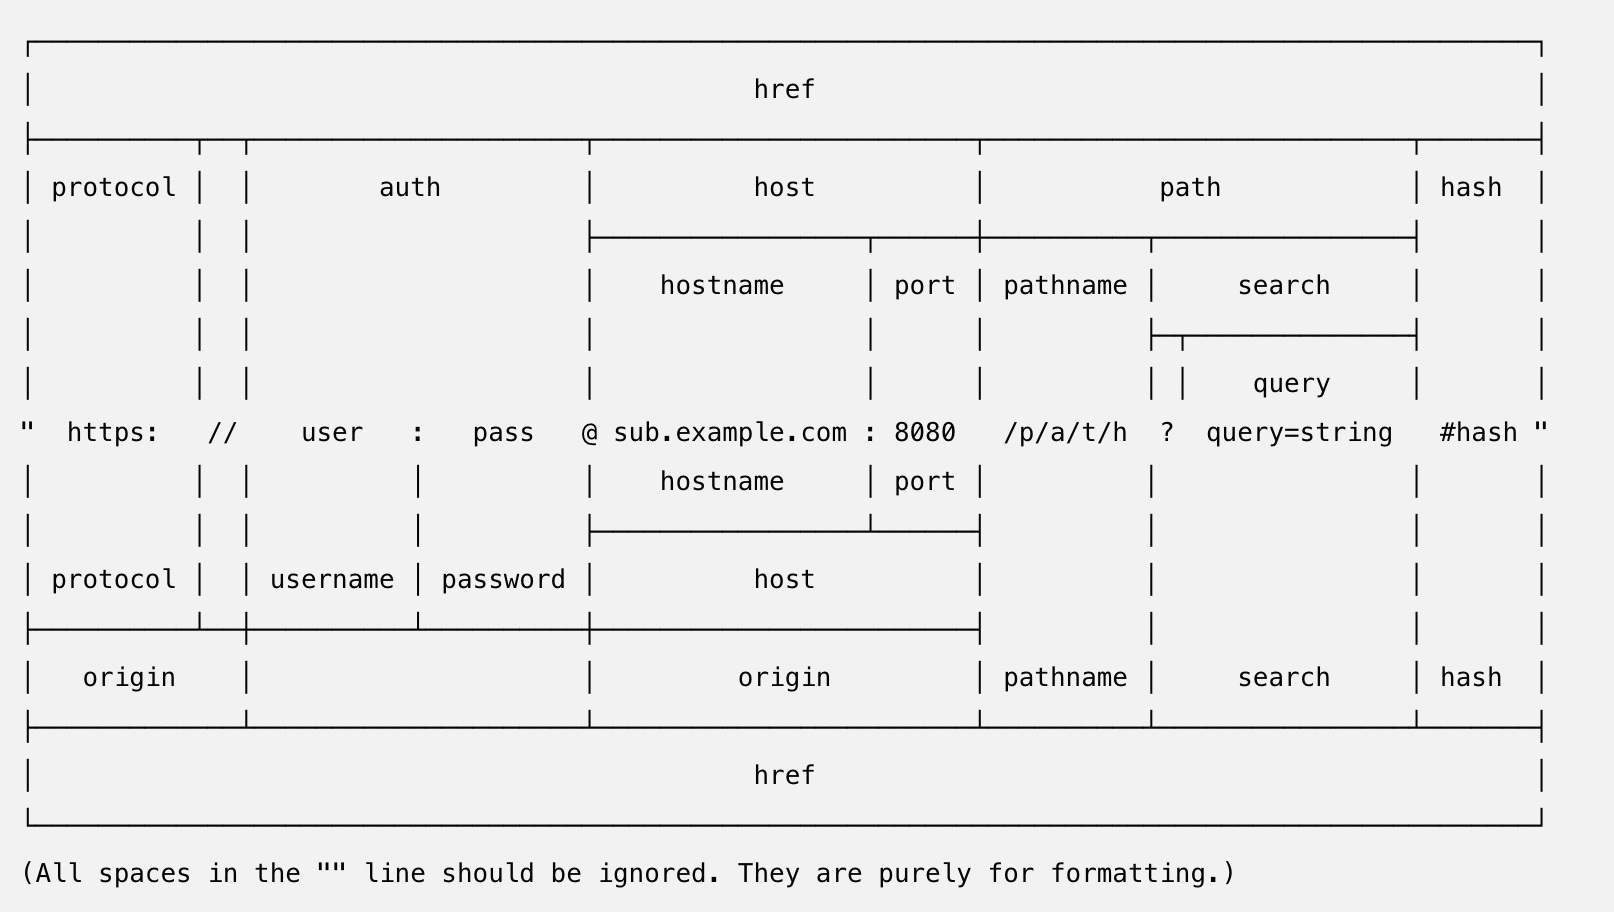 href
protocol auth host path hash
hostname port pathname search
query
" https: // user : pass @ sub.example.com : 8080 /p/a/t/h ? query=string #hash "
hostname port
protocol username password host
origin origin pathname search hash
href
(All spaces in the "" line should be ignored. They are purely for formatting.)